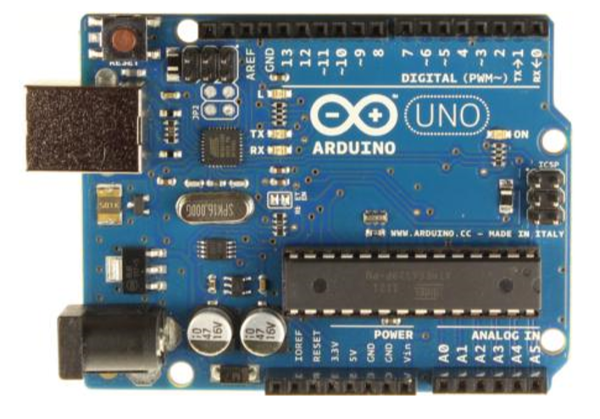 RESET
AREF
GND
13
12
~11
~10
~9
8
7
~6
~5
~4
~3
2
TX→1
RX←0
DIGITAL (PWM~)
L
JP2
TX
RX
UNO
ARDUINO
ON
ICSP
SPK16.000G
501K
WWW.ARDUINO.CC - MADE IN ITALY
10
47
16V
10
47
16V
POWER
ANALOG IN
IOREF
RESET
3.3V
5V
GND
GND
Vin
A0
A1
A2
A3
A4
A5